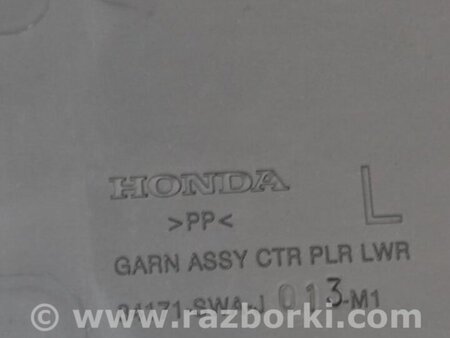 HONDA
>PP< L
GARN ASSY CTR PLR LWR
84171-SWA-J 013-M1
© www.razborki.com